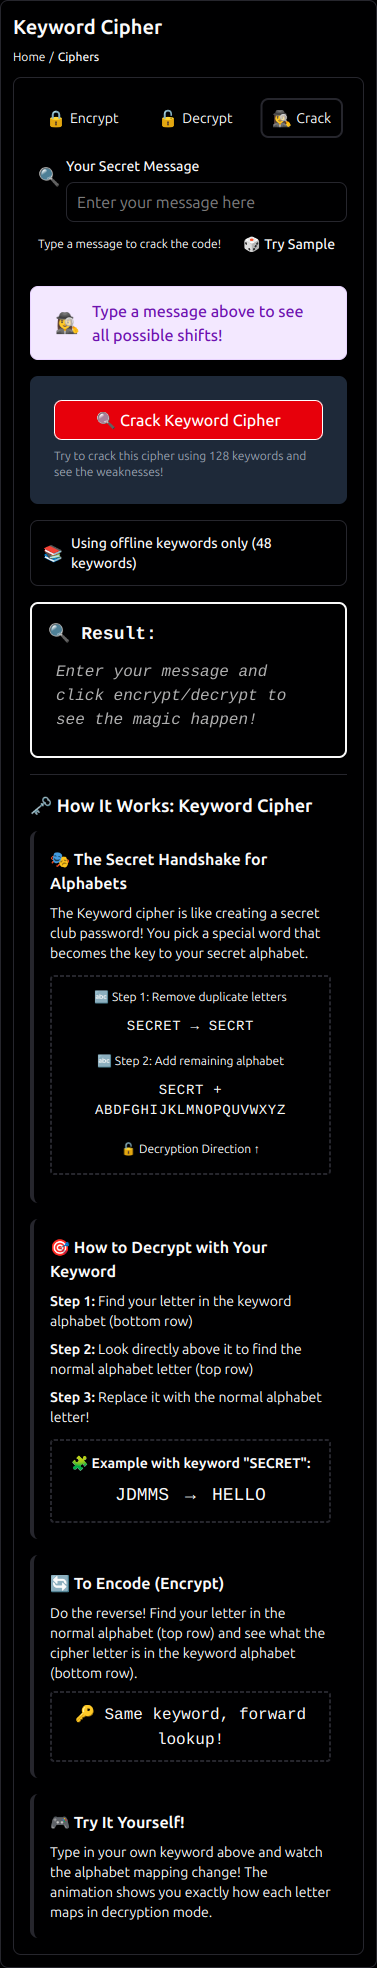 Keyword Cipher
Home / Ciphers
🔒 Encrypt
🔓 Decrypt
🕵️ Crack
🔍 Your Secret Message
Enter your message here
Type a message to crack the code!
🎲 Try Sample
🕵️‍♀️ Type a message above to see
all possible shifts!
🔍 Crack Keyword Cipher
Try to crack this cipher using 128 keywords and
see the weaknesses!
📚 Using offline keywords only (48
keywords)
🔍 Result:
Enter your message and
click encrypt/decrypt to
see the magic happen!
🗝️ How It Works: Keyword Cipher
🎭 The Secret Handshake for
Alphabets
The Keyword cipher is like creating a secret
club password! You pick a special word that
becomes the key to your secret alphabet.
🔤 Step 1: Remove duplicate letters
SECRET → SECRT
🔤 Step 2: Add remaining alphabet
SECRT +
ABDFGHIJKLMNOPQUVWXYZ
🔓 Decryption Direction ↑
🎯 How to Decrypt with Your
Keyword
Step 1: Find your letter in the keyword
alphabet (bottom row)
Step 2: Look directly above it to find the
normal alphabet letter (top row)
Step 3: Replace it with the normal alphabet
letter!
🧩 Example with keyword "SECRET":
JDMMS → HELLO
🔄 To Encode (Encrypt)
Do the reverse! Find your letter in the
normal alphabet (top row) and see what the
cipher letter is in the keyword alphabet
(bottom row).
🔑 Same keyword, forward
lookup!
🎮 Try It Yourself!
Type in your own keyword above and watch
the alphabet mapping change! The
animation shows you exactly how each letter
maps in decryption mode.